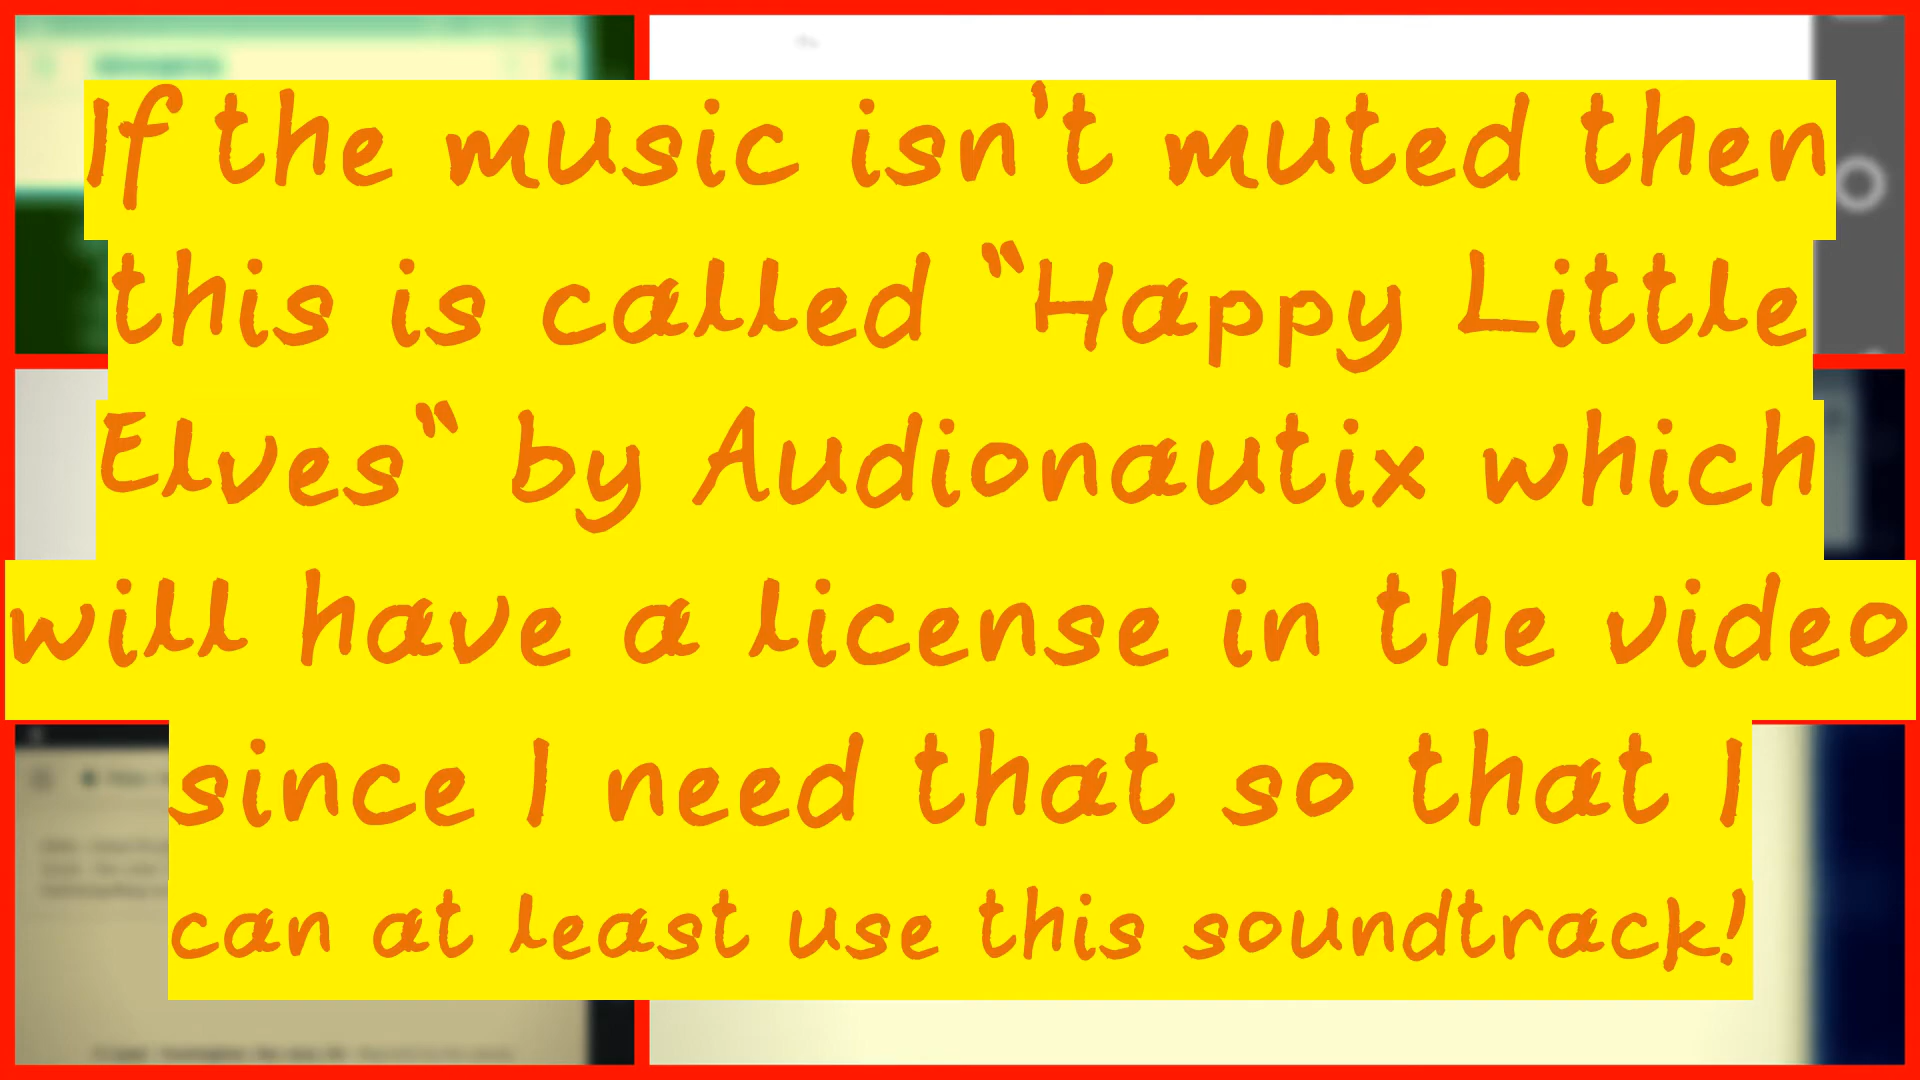 If the music isn't muted then
this is called “Happy Little
Elves“ by Audionautix which
will have a license in the video
since I need that so that I
can at least use this soundtrack!